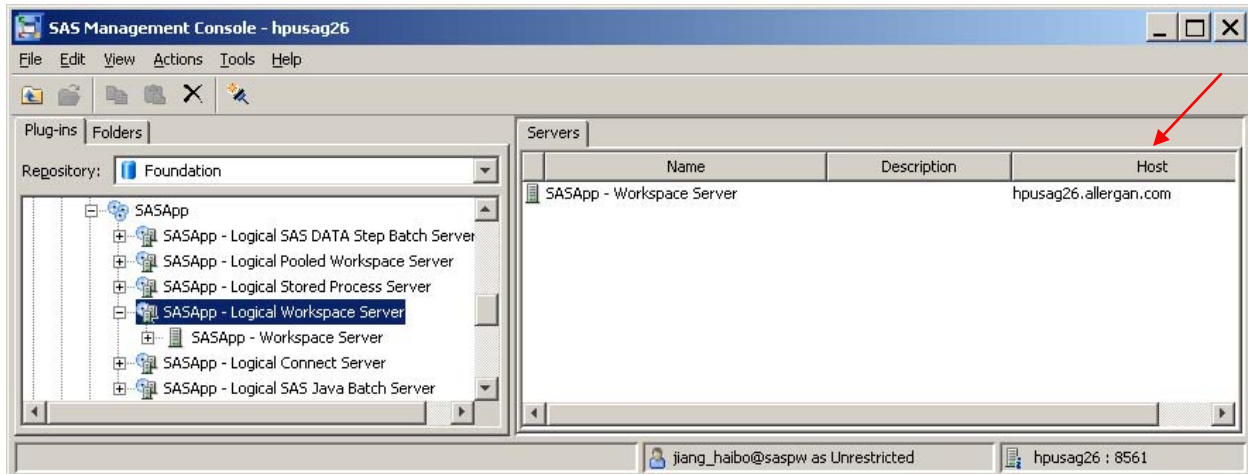 SAS Management Console - hpusag26
File Edit View Actions Tools Help
Plug-ins Folders
Repository: Foundation
SASApp
SASApp - Logical SAS DATA Step Batch Server
SASApp - Logical Pooled Workspace Server
SASApp - Logical Stored Process Server
SASApp - Logical Workspace Server
SASApp - Workspace Server
SASApp - Logical Connect Server
SASApp - Logical SAS Java Batch Server
Servers
Name Description Host
SASApp - Workspace Server hpusag26.allergan.com
jiang_haibo@saspw as Unrestricted hpusag26 : 8561